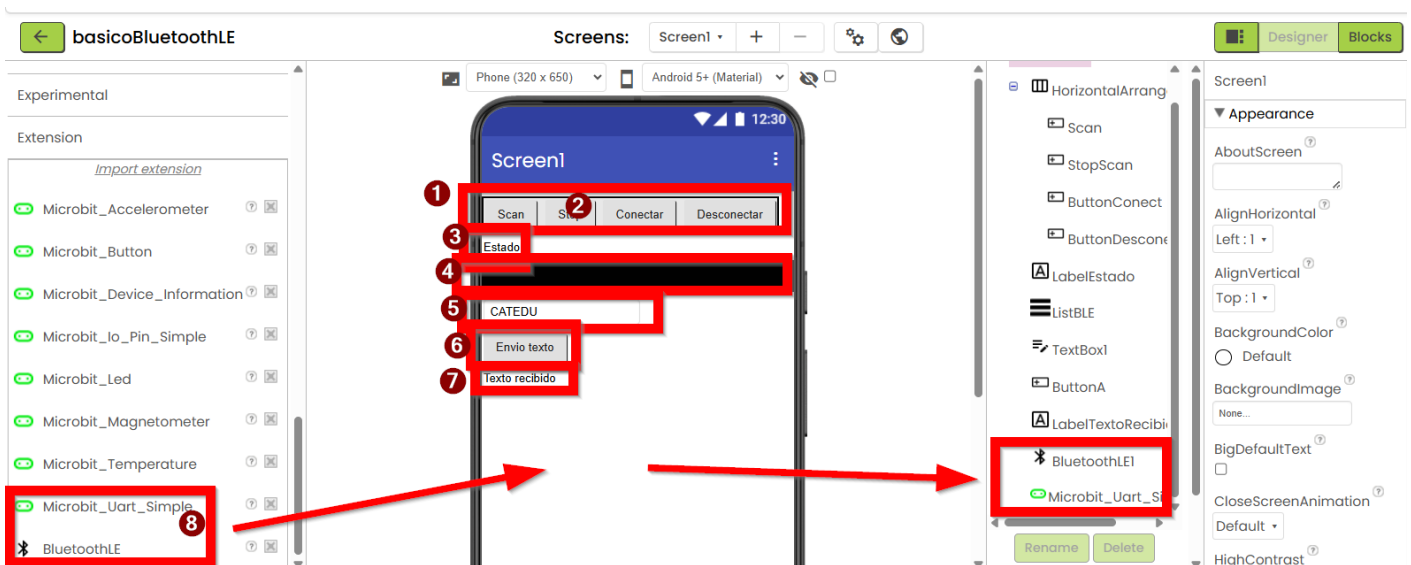 basicoBluetoothLE
Screens:
Screen1
Designer
Blocks
Experimental
Extension
Import extension
Microbit_Accelerometer
Microbit_Button
Microbit_Device_Information
Microbit_Io_Pin_Simple
Microbit_Led
Microbit_Magnetometer
Microbit_Temperature
Microbit_Uart_Simple
8
BluetoothLE
Phone (320 x 650)
Android 5+ (Material)
12:30
Screen1
1
2
Scan
Conectar
Desconectar
3
Estado
4
5
CATEDU
6
Envio texto
7
Texto recibido
HorizontalArrang
Scan
StopScan
ButtonConect
ButtonDescone
LabelEstado
ListBLE
TextBox1
ButtonA
LabelTextoRecibi
BluetoothLE1
Microbit_Uart_Si
Rename
Delete
Screen1
Appearance
AboutScreen
AlignHorizontal
Left : 1
AlignVertical
Top : 1
BackgroundColor
Default
BackgroundImage
None...
BigDefaultText
CloseScreenAnimation
Default
HighContrast